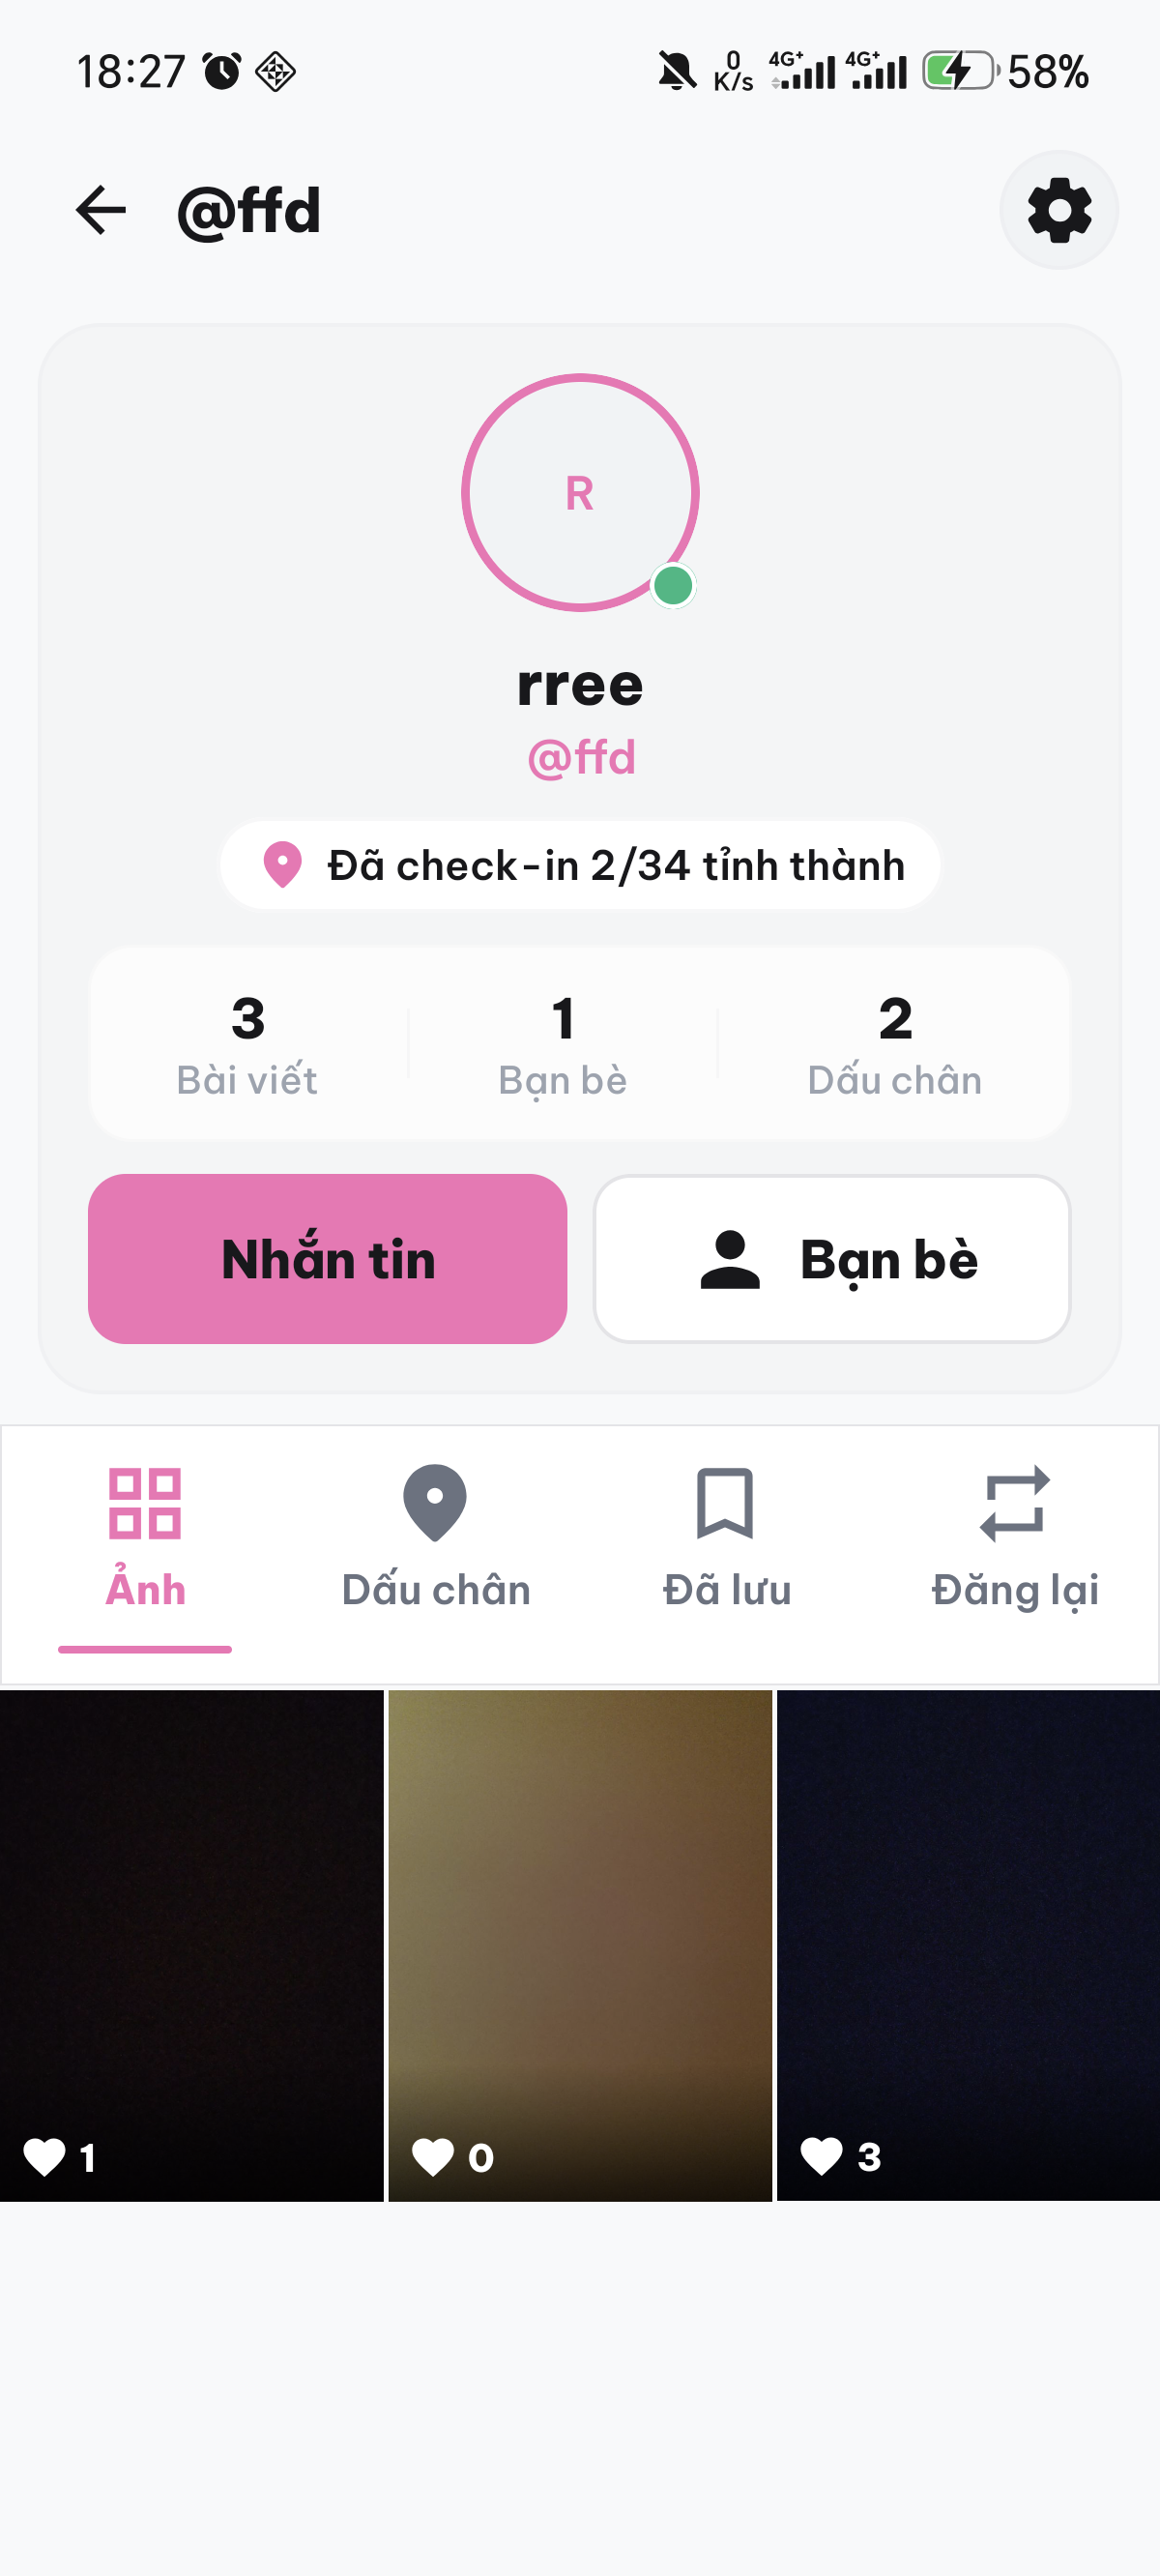 18:27 0 K/s 4G+ 4G+ 58%
@ffd
R
rree
@ffd
Đã check-in 2/34 tỉnh thành
3 1 2
Bài viết Bạn bè Dấu chân
Nhắn tin Bạn bè
Ảnh Dấu chân Đã lưu Đăng lại
1 0 3